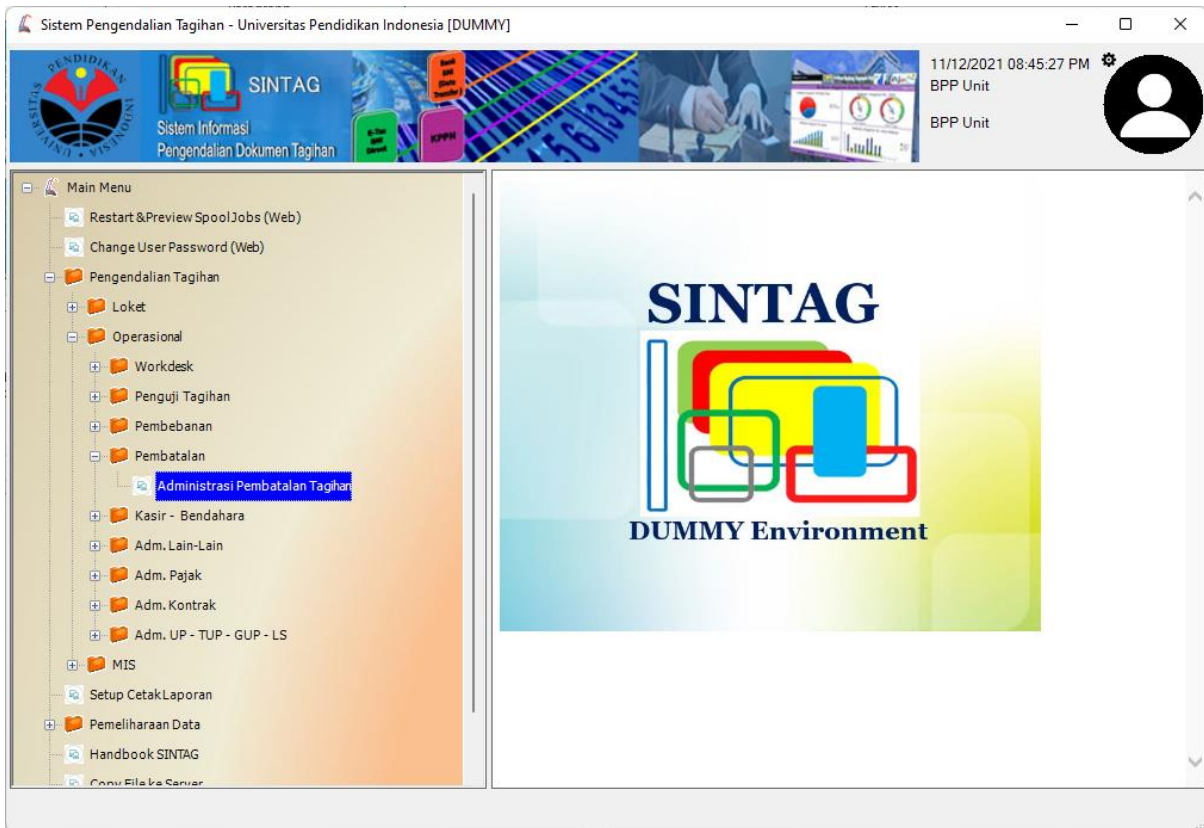 Sistem Pengendalian Tagihan - Universitas Pendidikan Indonesia [DUMMY]
UNIVERSITAS PENDIDIKAN INDONESIA
SINTAG
Sistem Informasi
Pengendalian Dokumen Tagihan
KPPN
11/12/2021 08:45:27 PM
BPP Unit
BPP Unit
Main Menu
Restart & Preview Spool Jobs (Web)
Change User Password (Web)
Pengendalian Tagihan
Loket
Operasional
Workdesk
Penguji Tagihan
Pembebanan
Pembatalan
Administrasi Pembatalan Tagihan
Kasir - Bendahara
Adm. Lain-Lain
Adm. Pajak
Adm. Kontrak
Adm. UP - TUP - GUP - LS
MIS
Setup Cetak Laporan
Pemeliharaan Data
Handbook SINTAG
Copy File ke Server
SINTAG
DUMMY Environment